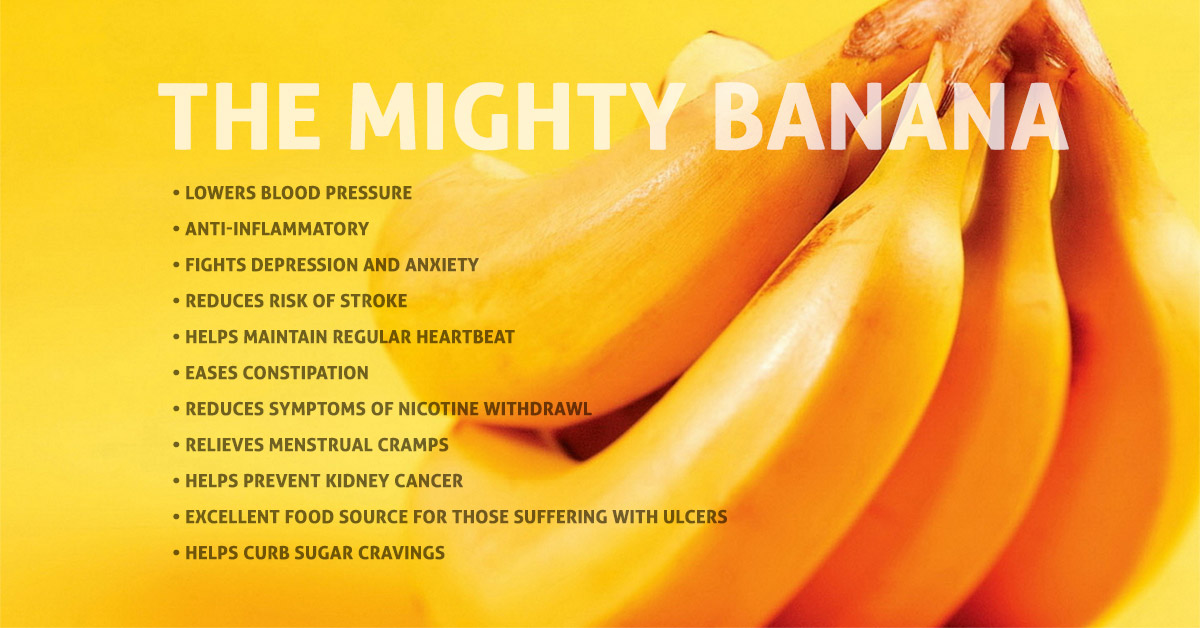 THE MIGHTY BANANA
• LOWERS BLOOD PRESSURE
• ANTI-INFLAMMATORY
• FIGHTS DEPRESSION AND ANXIETY
• REDUCES RISK OF STROKE
• HELPS MAINTAIN REGULAR HEARTBEAT
• EASES CONSTIPATION
• REDUCES SYMPTOMS OF NICOTINE WITHDRAWL
• RELIEVES MENSTRUAL CRAMPS
• HELPS PREVENT KIDNEY CANCER
• EXCELLENT FOOD SOURCE FOR THOSE SUFFERING WITH ULCERS
• HELPS CURB SUGAR CRAVINGS